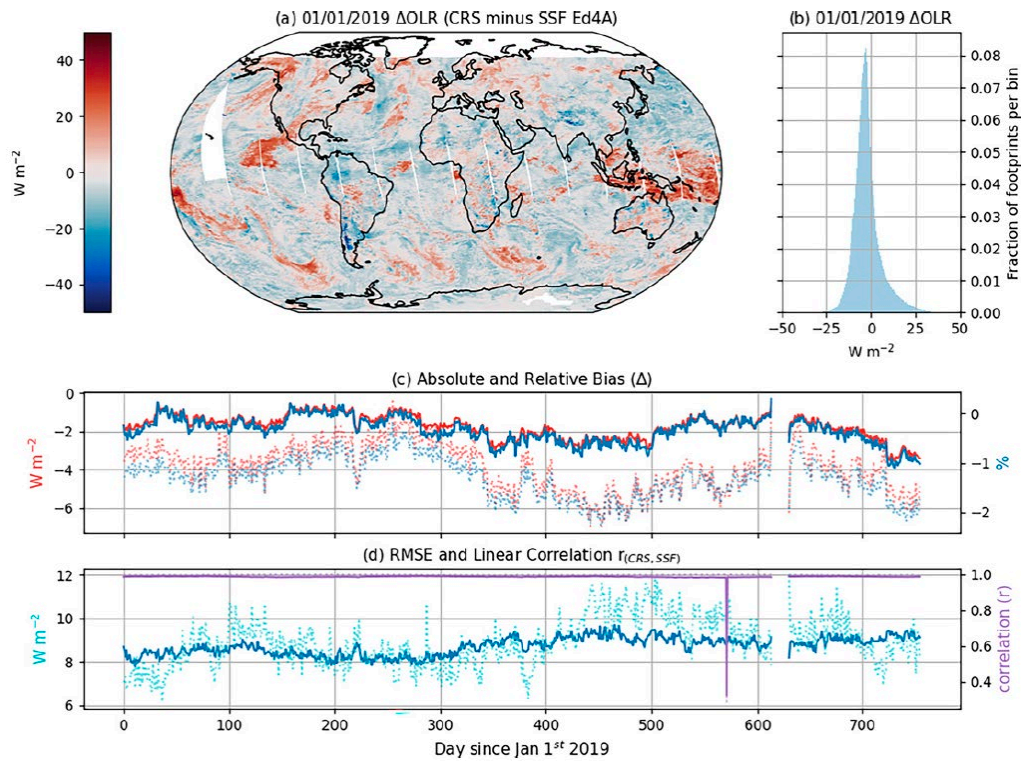 (a) 01/01/2019 ΔOLR (CRS minus SSF Ed4A)
40
20
0
−20
−40
W m−2
(b) 01/01/2019 ΔOLR
0.08
0.07
0.06
0.05
0.04
0.03
0.02
0.01
0.00
Fraction of footprints per bin
−50 −25 0 25 50
W m−2
(c) Absolute and Relative Bias (Δ)
0
−2
−4
−6
W m−2
0
−1
−2
%
(d) RMSE and Linear Correlation r(CRS, SSF)
12
10
8
6
W m−2
1.0
0.8
0.6
0.4
correlation (r)
0 100 200 300 400 500 600 700
Day since Jan 1st 2019